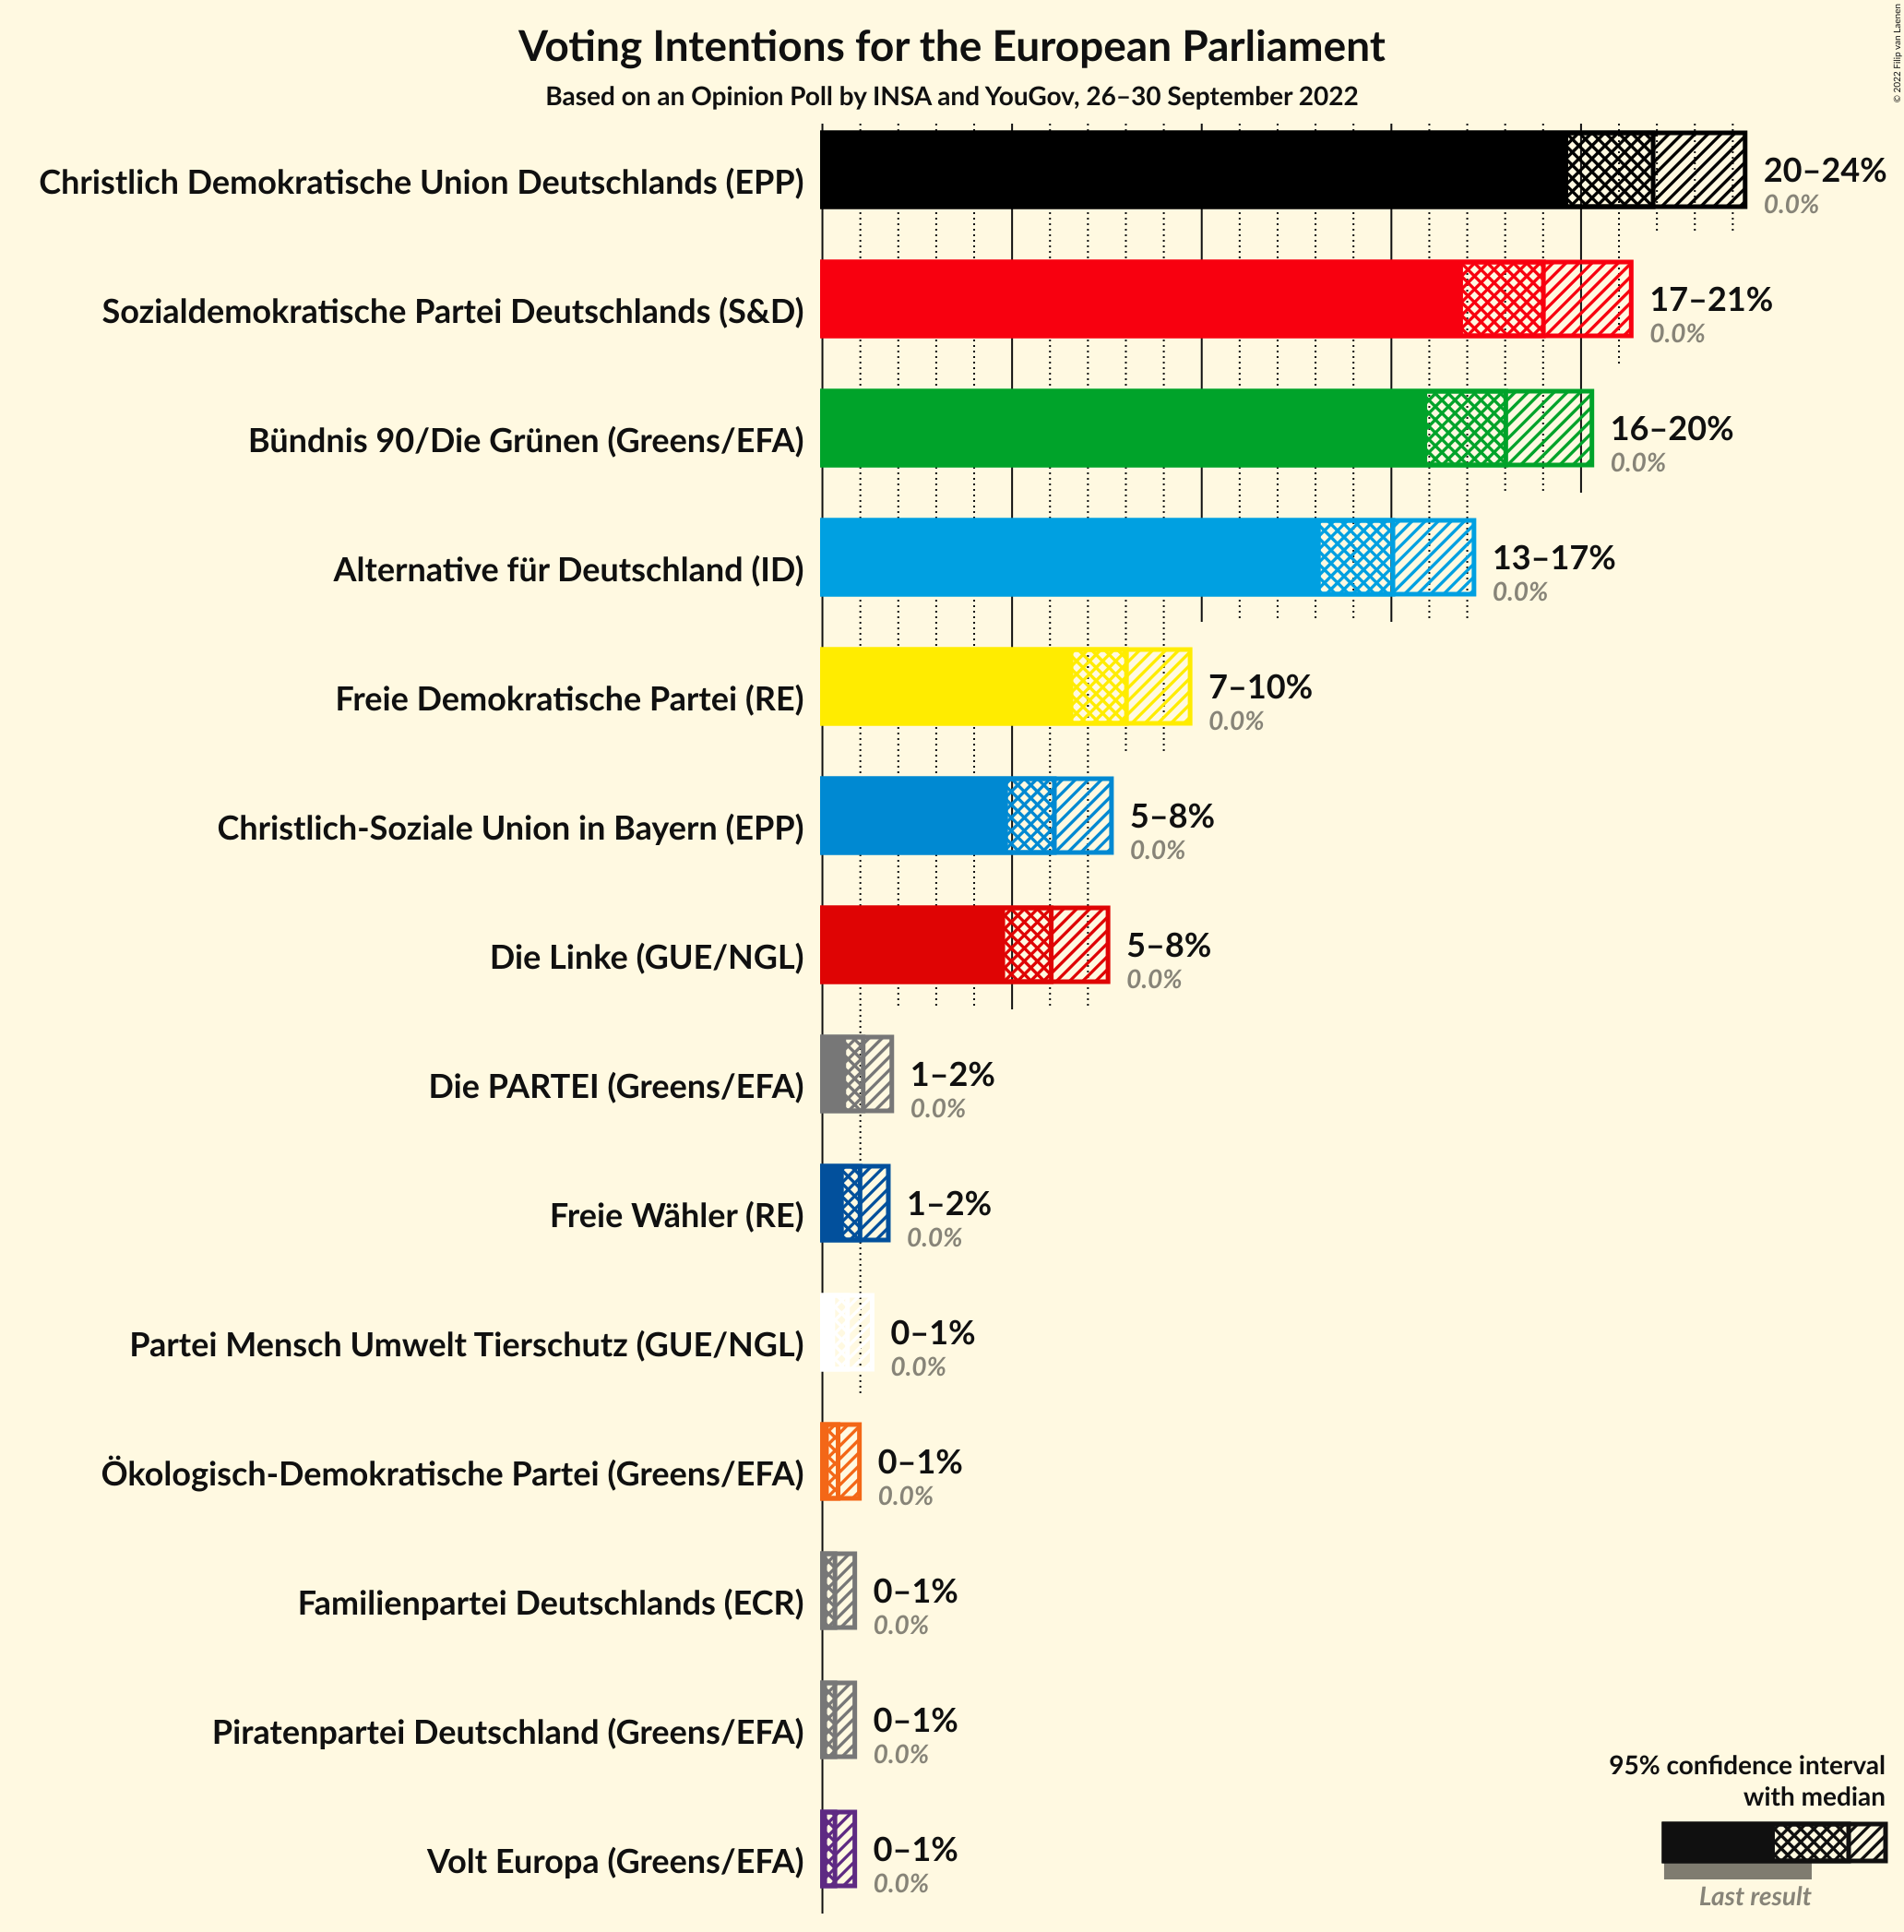 Voting Intentions for the European Parliament
Based on an Opinion Poll by INSA and YouGov, 26–30 September 2022
© 2022 Filip van Laenen
Christlich Demokratische Union Deutschlands (EPP)
20–24%
0.0%
Sozialdemokratische Partei Deutschlands (S&D)
17–21%
0.0%
Bündnis 90/Die Grünen (Greens/EFA)
16–20%
0.0%
Alternative für Deutschland (ID)
13–17%
0.0%
Freie Demokratische Partei (RE)
7–10%
0.0%
Christlich-Soziale Union in Bayern (EPP)
5–8%
0.0%
Die Linke (GUE/NGL)
5–8%
0.0%
Die PARTEI (Greens/EFA)
1–2%
0.0%
Freie Wähler (RE)
1–2%
0.0%
Partei Mensch Umwelt Tierschutz (GUE/NGL)
0–1%
0.0%
Ökologisch-Demokratische Partei (Greens/EFA)
0–1%
0.0%
Familienpartei Deutschlands (ECR)
0–1%
0.0%
Piratenpartei Deutschland (Greens/EFA)
0–1%
0.0%
Volt Europa (Greens/EFA)
0–1%
0.0%
95% confidence interval
with median
Last result